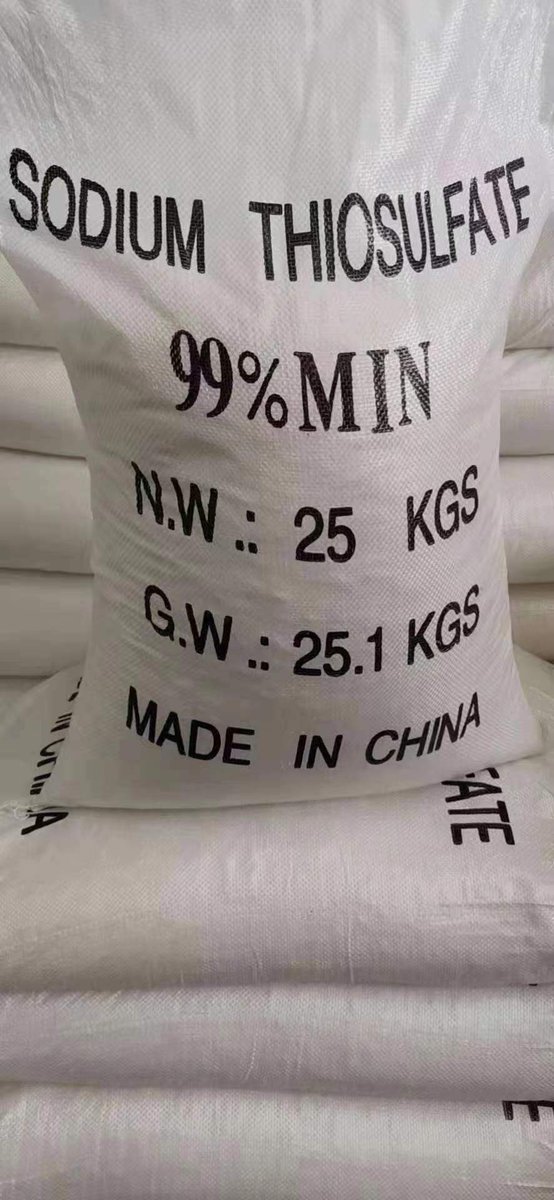 SODIUM THIOSULFATE
99%MIN
N.W.: 25 KGS
G.W.: 25.1 KGS
MADE IN CHINA